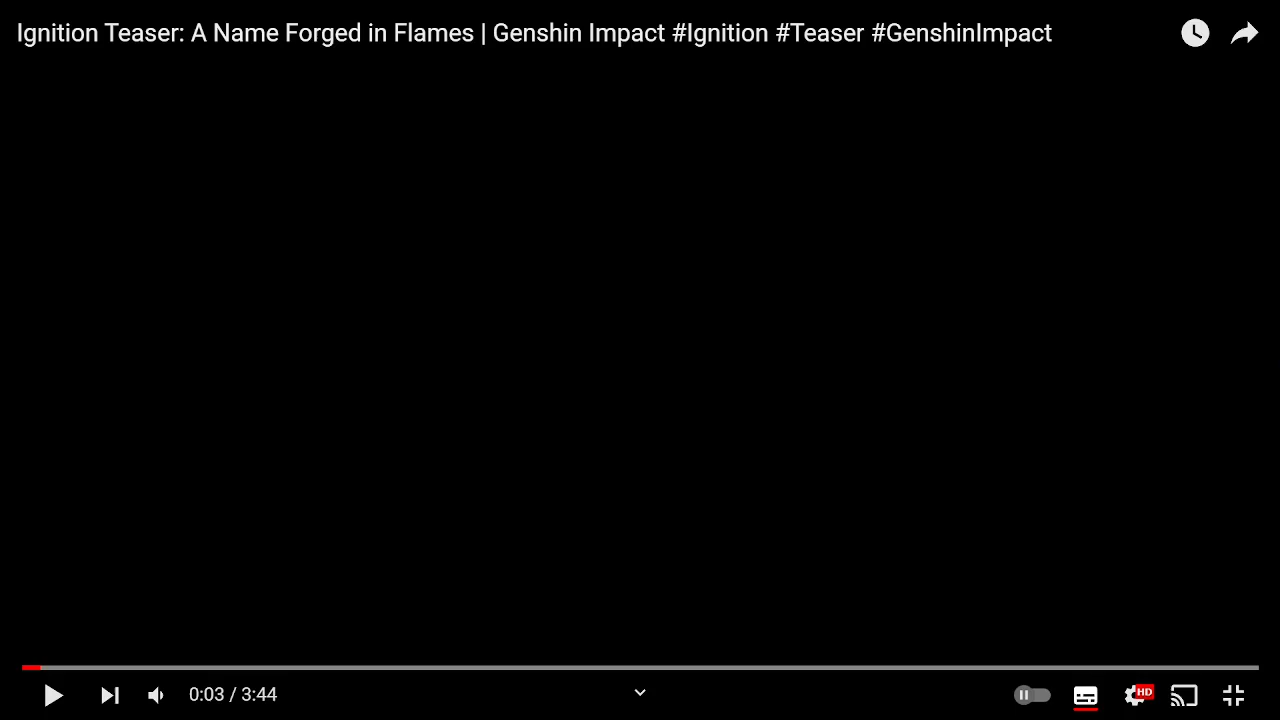 Ignition Teaser: A Name Forged in Flames | Genshin Impact #Ignition #Teaser #GenshinImpact
0:03 / 3:44
HD